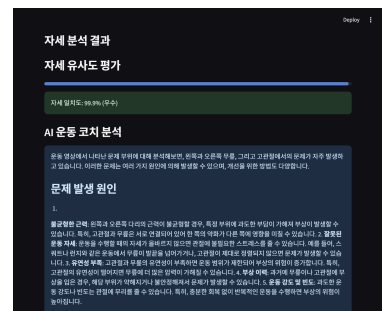 Deploy
자세 분석 결과
자세 유사도 평가
자세 일치도: 99.9% (우수)
AI 운동 코치 분석
운동 영상에서 나타난 문제 부위에 대해 분석해보면, 왼쪽과 오른쪽 무릎, 그리고 고관절에서의 문제가 자주 발생하
고 있습니다. 이러한 문제는 여러 가지 원인에 의해 발생할 수 있으며, 개선을 위한 방법도 다양합니다.
문제 발생 원인
1.
불균형한 근력: 왼쪽과 오른쪽 다리의 근력이 불균형할 경우, 특정 부위에 과도한 부담이 가해져 부상이 발생할 수
있습니다. 특히, 고관절과 무릎은 서로 연결되어 있어 한 쪽의 약화가 다른 쪽에 영향을 미칠 수 있습니다. 2. 잘못된
운동 자세: 운동을 수행할 때의 자세가 올바르지 않으면 관절에 불필요한 스트레스를 줄 수 있습니다. 예를 들어, 스
쿼트나 런지와 같은 운동에서 무릎이 발끝을 넘어가거나, 고관절이 제대로 정렬되지 않으면 문제가 발생할 수 있습
니다. 3. 유연성 부족: 고관절과 무릎의 유연성이 부족하면 운동 범위가 제한되어 부상의 위험이 증가합니다. 특히,
고관절의 유연성이 떨어지면 무릎에 더 많은 압력이 가해질 수 있습니다. 4. 부상 이력: 과거에 무릎이나 고관절에 부
상을 입은 경우, 해당 부위가 약해지거나 불안정해져서 문제가 발생할 수 있습니다. 5. 운동 강도 및 빈도: 과도한 운
동 강도나 빈도는 관절에 무리를 줄 수 있습니다. 특히, 충분한 회복 없이 반복적인 운동을 수행하면 부상의 위험이
높아집니다.